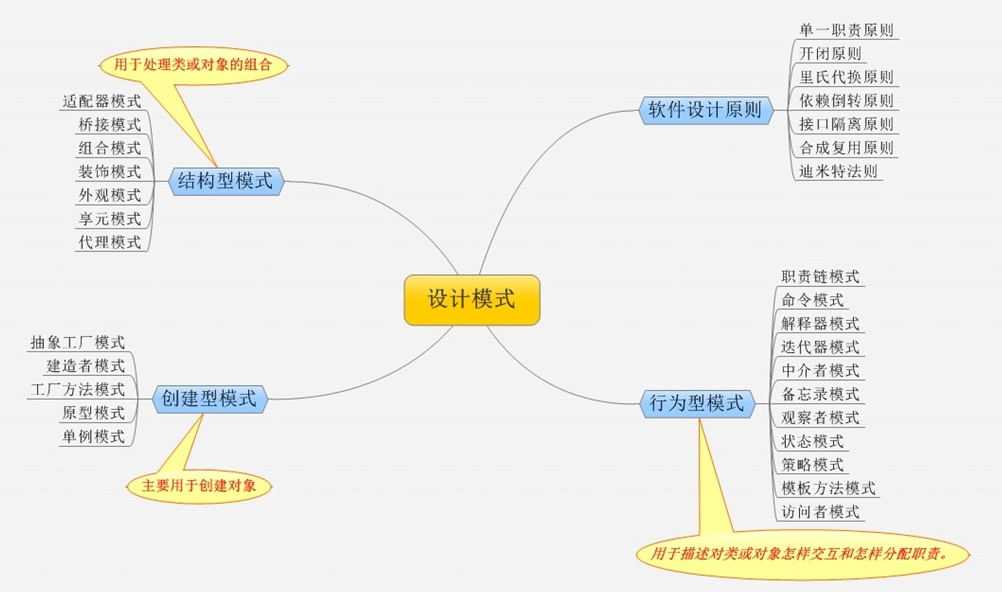 设计模式
软件设计原则
单一职责原则
开闭原则
里氏代换原则
依赖倒转原则
接口隔离原则
合成复用原则
迪米特法则
用于处理类或对象的组合
结构型模式
适配器模式
桥接模式
组合模式
装饰模式
外观模式
享元模式
代理模式
创建型模式
抽象工厂模式
建造者模式
工厂方法模式
原型模式
单例模式
主要用于创建对象
行为型模式
职责链模式
命令模式
解释器模式
迭代器模式
中介者模式
备忘录模式
观察者模式
状态模式
策略模式
模板方法模式
访问者模式
用于描述对类或对象怎样交互和怎样分配职责。